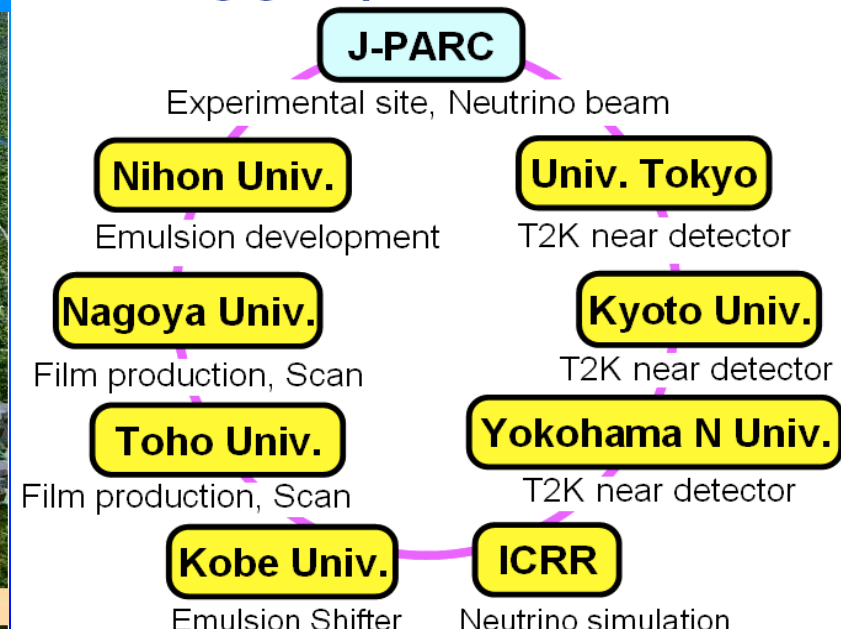 J-PARC
Experimental site, Neutrino beam
Nihon Univ.
Emulsion development
Univ. Tokyo
T2K near detector
Nagoya Univ.
Film production, Scan
Kyoto Univ.
T2K near detector
Toho Univ.
Film production, Scan
Yokohama N Univ.
T2K near detector
Kobe Univ.
Emulsion Shifter
ICRR
Neutrino simulation